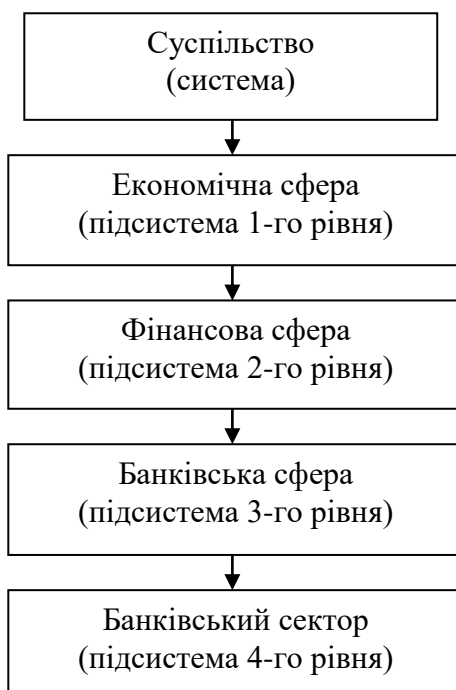 Суспільство
(система)
Економічна сфера
(підсистема 1-го рівня)
Фінансова сфера
(підсистема 2-го рівня)
Банківська сфера
(підсистема 3-го рівня)
Банківський сектор
(підсистема 4-го рівня)